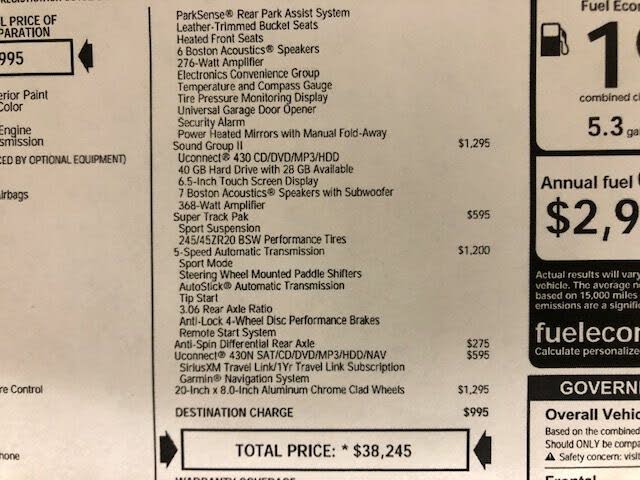 L PRICE OF
PARATION
995
erior Paint
Color
Engine
smission
CED BY OPTIONAL EQUIPMENT)
irbags
re Control
hone
ParkSense® Rear Park Assist System
Leather-Trimmed Bucket Seats
Heated Front Seats
6 Boston Acoustics® Speakers
276-Watt Amplifier
Electronics Convenience Group
Temperature and Compass Gauge
Tire Pressure Monitoring Display
Universal Garage Door Opener
Security Alarm
Power Heated Mirrors with Manual Fold-Away
Sound Group II $1,295
Uconnect® 430 CD/DVD/MP3/HDD
40 GB Hard Drive with 28 GB Available
6.5-Inch Touch Screen Display
7 Boston Acoustics® Speakers with Subwoofer
368-Watt Amplifier
Super Track Pak $595
Sport Suspension
245/45ZR20 BSW Performance Tires
5-Speed Automatic Transmission $1,200
Sport Mode
Steering Wheel Mounted Paddle Shifters
AutoStick® Automatic Transmission
Tip Start
3.06 Rear Axle Ratio
Anti-Lock 4-Wheel Disc Performance Brakes
Remote Start System
Anti-Spin Differential Rear Axle $275
Uconnect® 430N SAT/CD/DVD/MP3/HDD/NAV $595
SiriusXM Travel Link/1Yr Travel Link Subscription
Garmin® Navigation System
20-Inch x 8.0-Inch Aluminum Chrome Clad Wheels $1,295
DESTINATION CHARGE $995
TOTAL PRICE: * $38,245
WARRANTY COVERAGE
Fuel Econ
1
combined ci
5.3 ga
Annual fuel
$2,9
Actual results will vary
vehicle. The average n
based on 15,000 miles
emissions are a signifi
fuelecon
Calculate personalize
GOVERN
Overall Vehic
Based on the combined
Should ONLY be compa
Safety concern: visit
Frontal